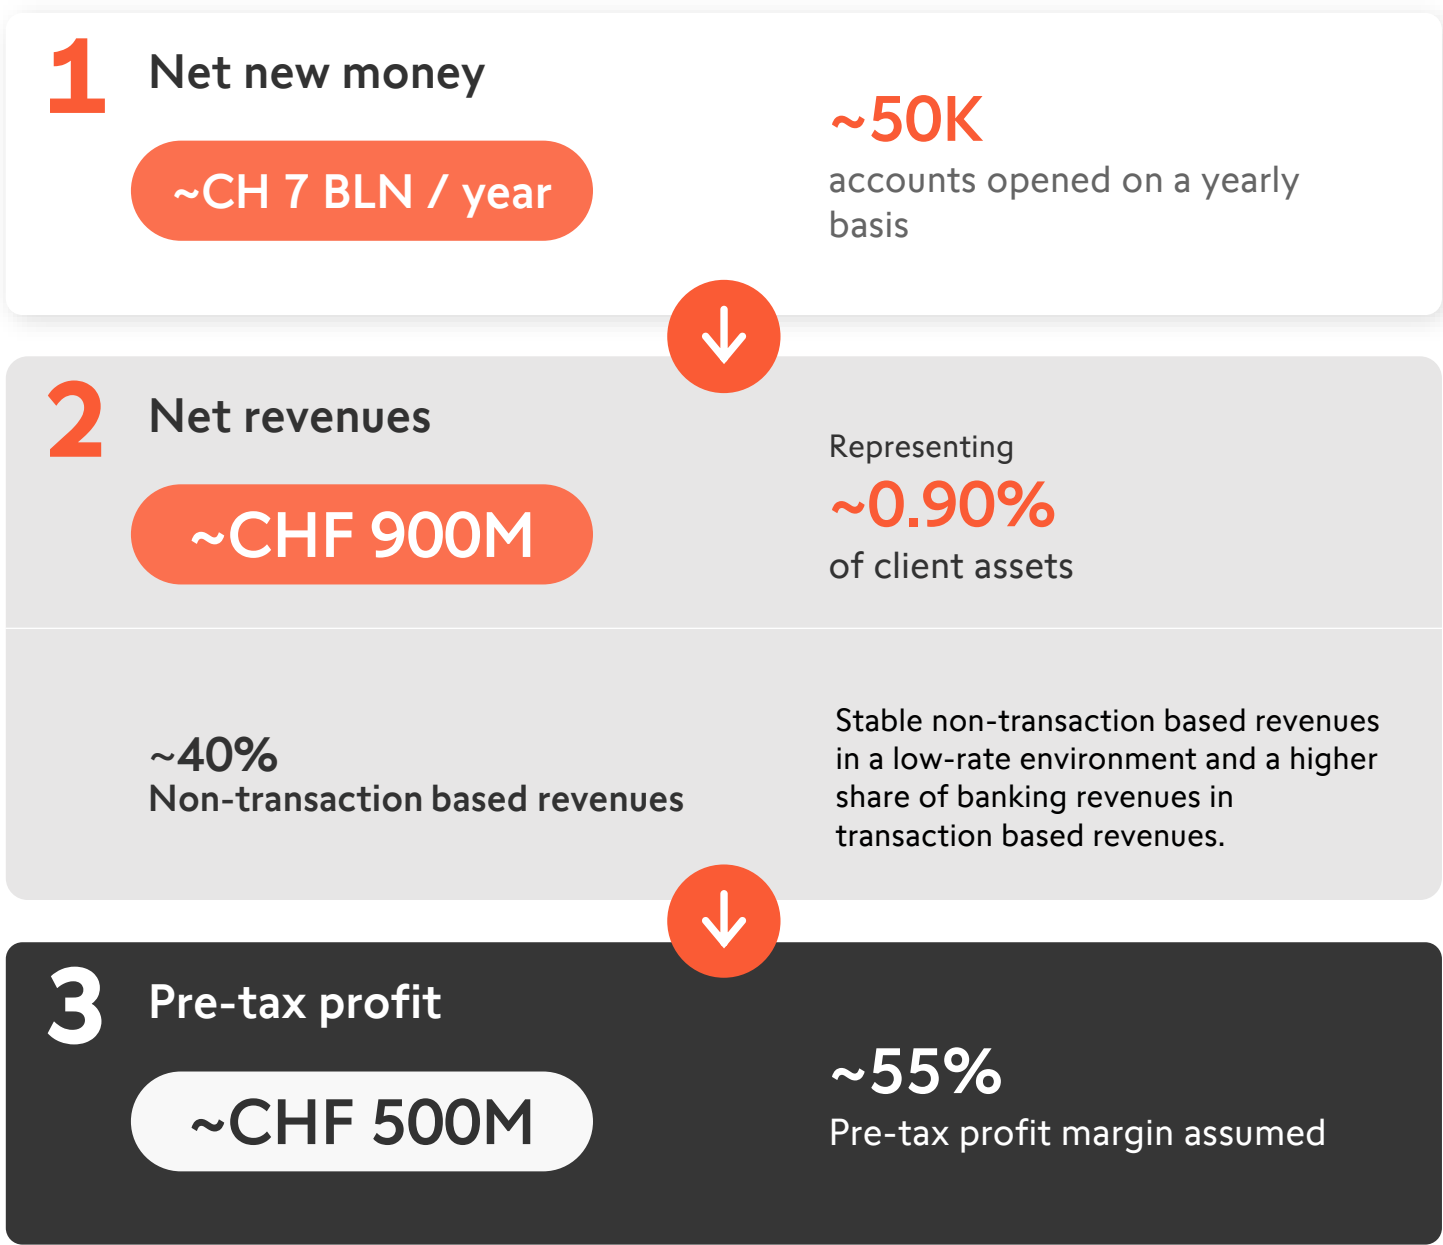 1 Net new money
~CH 7 BLN / year
~50K
accounts opened on a yearly
basis
2 Net revenues
~CHF 900M
Representing
~0.90%
of client assets
~40%
Non-transaction based revenues
Stable non-transaction based revenues
in a low-rate environment and a higher
share of banking revenues in
transaction based revenues.
3 Pre-tax profit
~CHF 500M
~55%
Pre-tax profit margin assumed